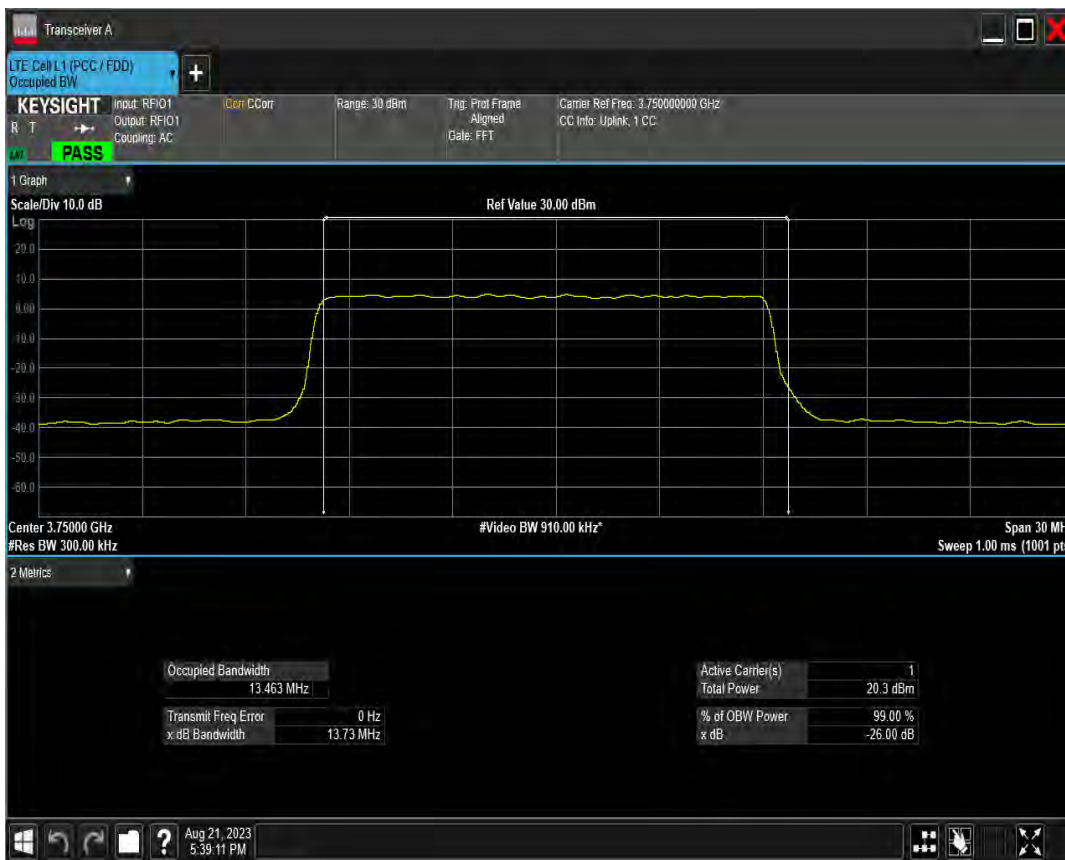 Transceiver A
LTE Cell L1 (PCC / FDD)
Occupied BW
+
KEYSIGHT
R T
LNI
PASS
Input: RFIO1
Output: RFIO1
Coupling: AC
Corr CCorr
Range: 30 dBm
Trig: Prot Frame
Aligned
Gate: FFT
Carrier Ref Freq: 3.750000000 GHz
CC Info: Uplink, 1 CC
1 Graph
Scale/Div 10.0 dB
Ref Value 30.00 dBm
Log
20.0
10.0
0.00
-10.0
-20.0
-30.0
-40.0
-50.0
-60.0
Center 3.75000 GHz
#Video BW 910.00 kHz*
Span 30 MH
#Res BW 300.00 kHz
Sweep 1.00 ms (1001 pts
2 Metrics
Occupied Bandwidth
13.463 MHz
Transmit Freq Error 0 Hz
x dB Bandwidth 13.73 MHz
Active Carrier(s) 1
Total Power 20.3 dBm
% of OBW Power 99.00 %
x dB -26.00 dB
?
Aug 21, 2023
5:39:11 PM